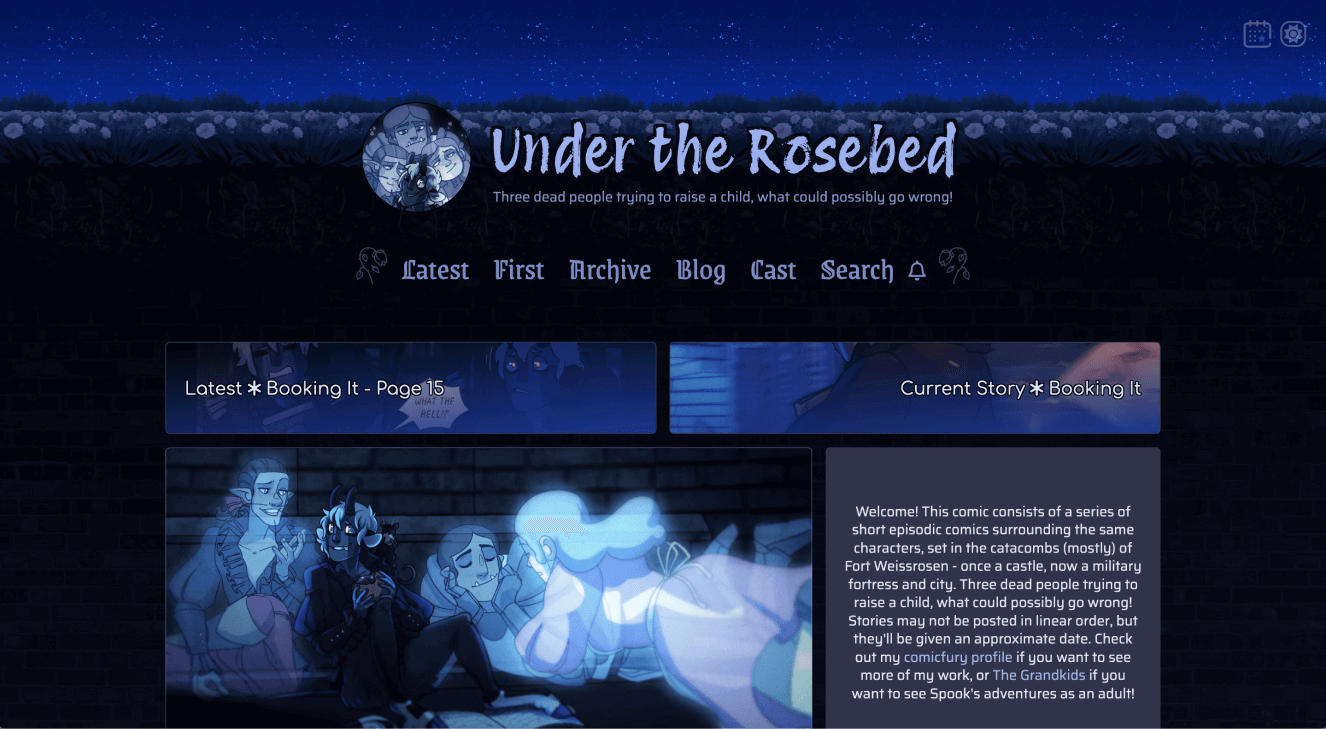 Under the Rosebed
Three dead people trying to raise a child, what could possibly go wrong!
Latest First Archive Blog Cast Search
Latest * Booking It - Page 15
WHAT THE
HELL!?
Current Story * Booking It
Welcome! This comic consists of a series of
short episodic comics surrounding the same
characters, set in the catacombs (mostly) of
Fort Weissrosen - once a castle, now a military
fortress and city. Three dead people trying to
raise a child, what could possibly go wrong!
Stories may not be posted in linear order, but
they'll be given an approximate date. Check
out my comicfury profile if you want to see
more of my work, or The Grandkids if you
want to see Spook's adventures as an adult!